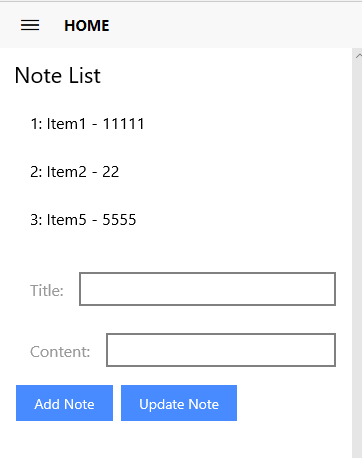 HOME
Note List
1: Item1 - 11111
2: Item2 - 22
3: Item5 - 5555
Title:
Content:
Add Note Update Note